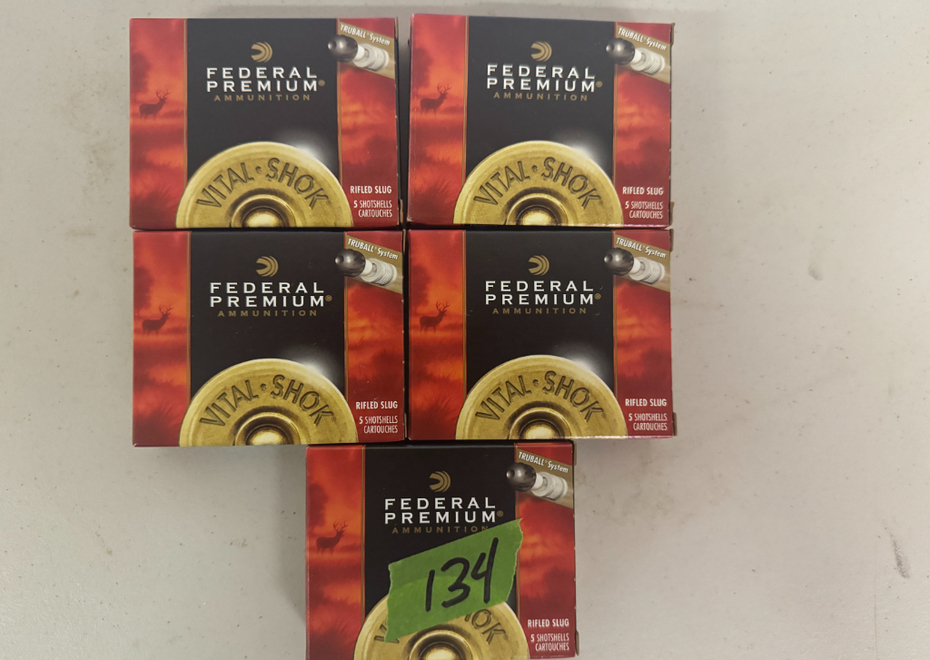 TRUBALL® System
FEDERAL
PREMIUM®
AMMUNITION
VITAL·SHOK
RIFLED SLUG
5 SHOTSHELLS
CARTOUCHES
TRUBALL® System
FEDERAL
PREMIUM®
AMMUNITION
VITAL·SHOK
RIFLED SLUG
5 SHOTSHELLS
CARTOUCHES
TRUBALL® System
FEDERAL
PREMIUM®
AMMUNITION
VITAL·SHOK
RIFLED SLUG
5 SHOTSHELLS
CARTOUCHES
TRUBALL® System
FEDERAL
PREMIUM®
AMMUNITION
VITAL·SHOK
RIFLED SLUG
5 SHOTSHELLS
CARTOUCHES
TRUBALL® System
FEDERAL
PREMIUM®
AMMUNITION
134
RIFLED SLUG
5 SHOTSHELLS
CARTOUCHES